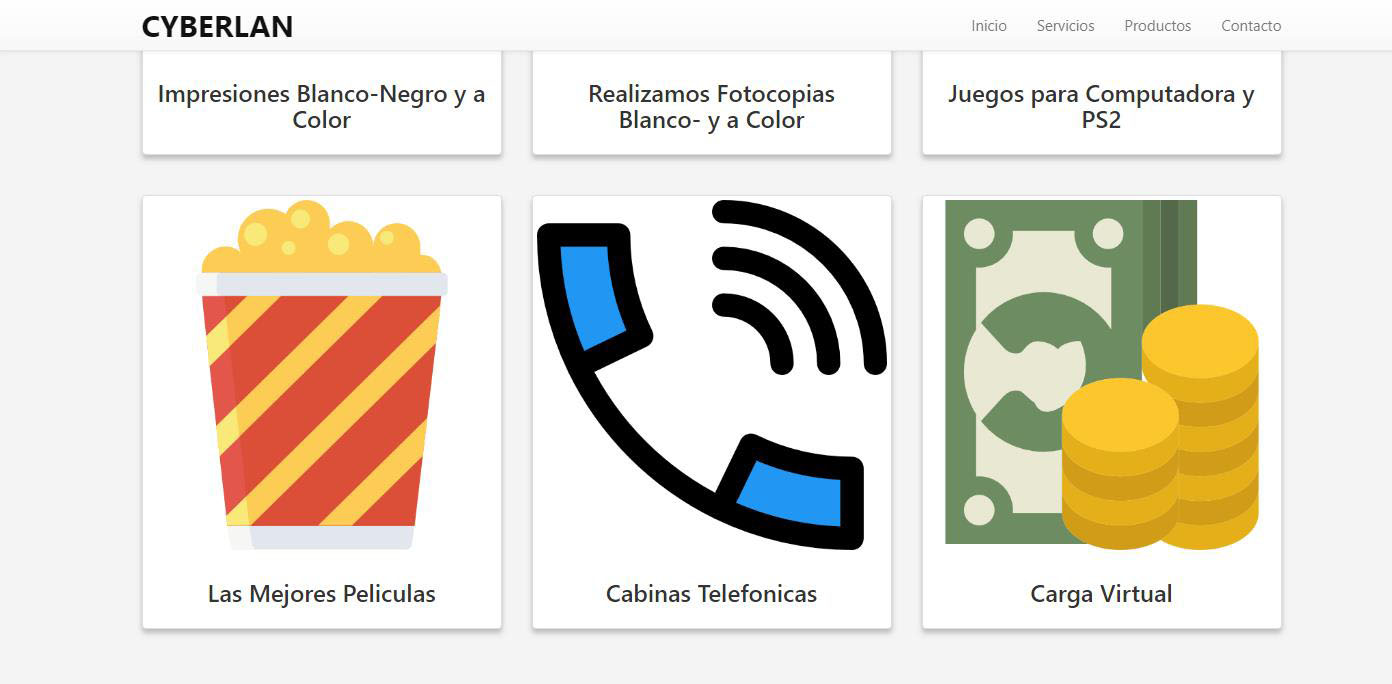 CYBERLAN
Inicio
Servicios
Productos
Contacto
Impresiones Blanco-Negro y a
Color
Realizamos Fotocopias
Blanco- y a Color
Juegos para Computadora y
PS2
Las Mejores Peliculas
Cabinas Telefonicas
Carga Virtual